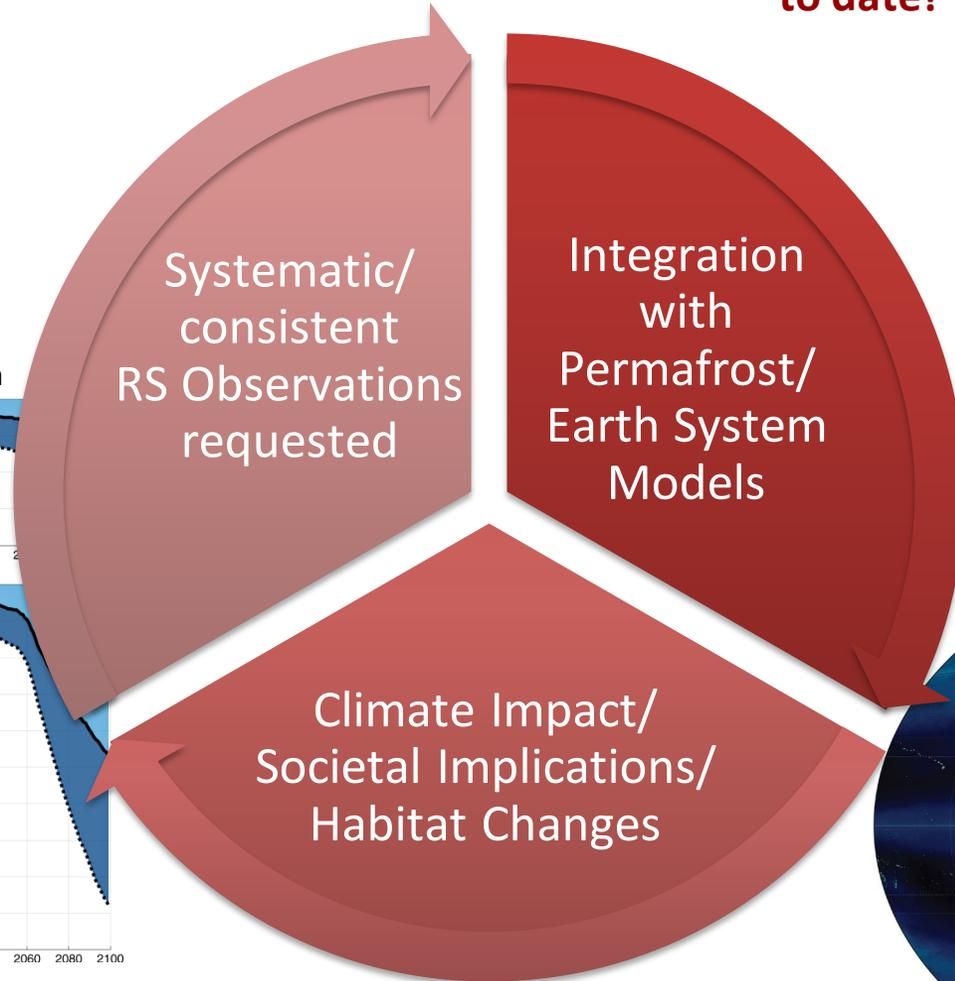 to date?
Systematic/
consistent
RS Observations
requested
Integration
with
Permafrost/
Earth System
Models
Climate Impact/
Societal Implications/
Habitat Changes
2060 2080 2100